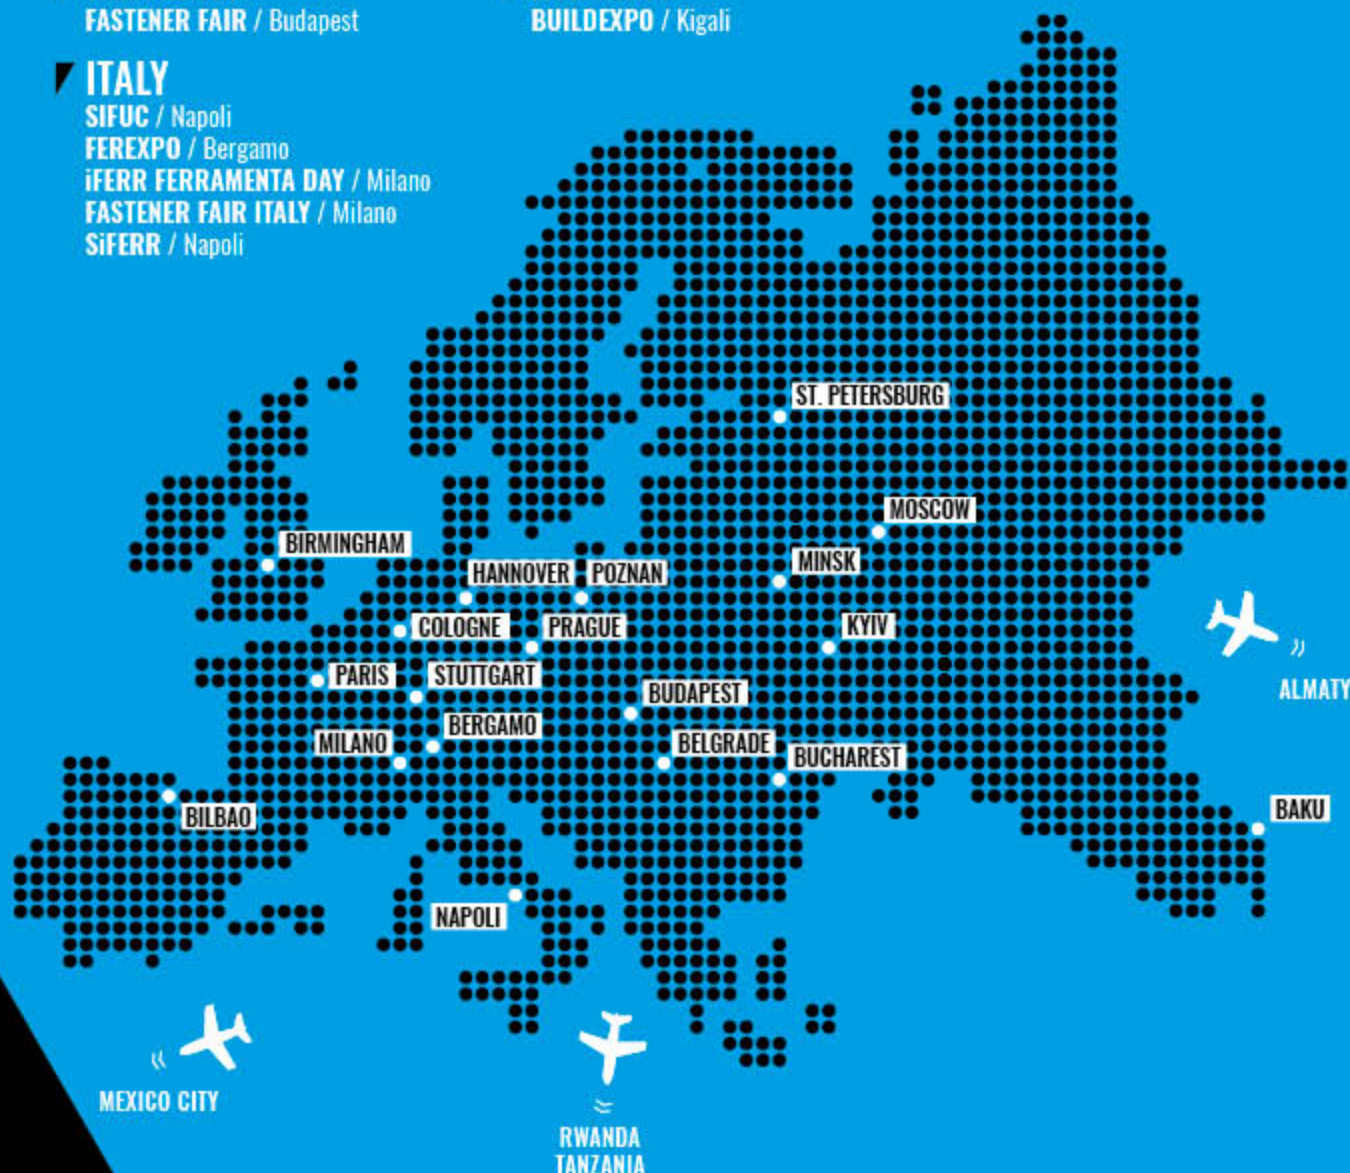 FASTENER FAIR / Budapest
BUILDEXPO / Kigali
ITALY
SIFUC / Napoli
FEREXPO / Bergamo
iFERR FERRAMENTA DAY / Milano
FASTENER FAIR ITALY / Milano
SiFERR / Napoli
ST. PETERSBURG
MOSCOW
BIRMINGHAM
MINSK
HANNOVER
POZNAN
COLOGNE
PRAGUE
KYIV
PARIS
STUTTGART
BUDAPEST
ALMATY
BERGAMO
MILANO
BELGRADE
BUCHAREST
BILBAO
BAKU
NAPOLI
MEXICO CITY
RWANDA
TANZANIA